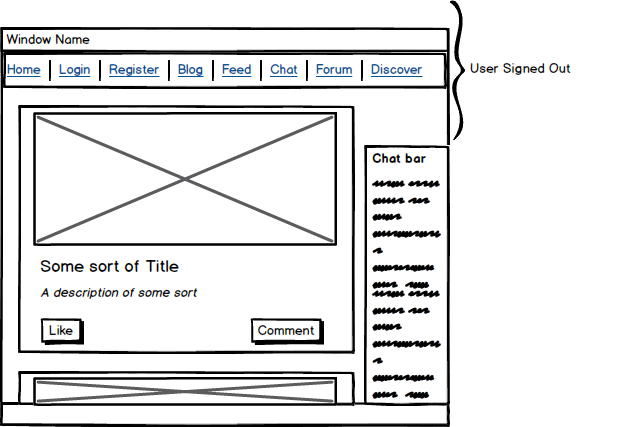 Window Name
Home Login Register Blog Feed Chat Forum Discover
User Signed Out
Chat bar
Some sort of Title
A description of some sort
Like Comment